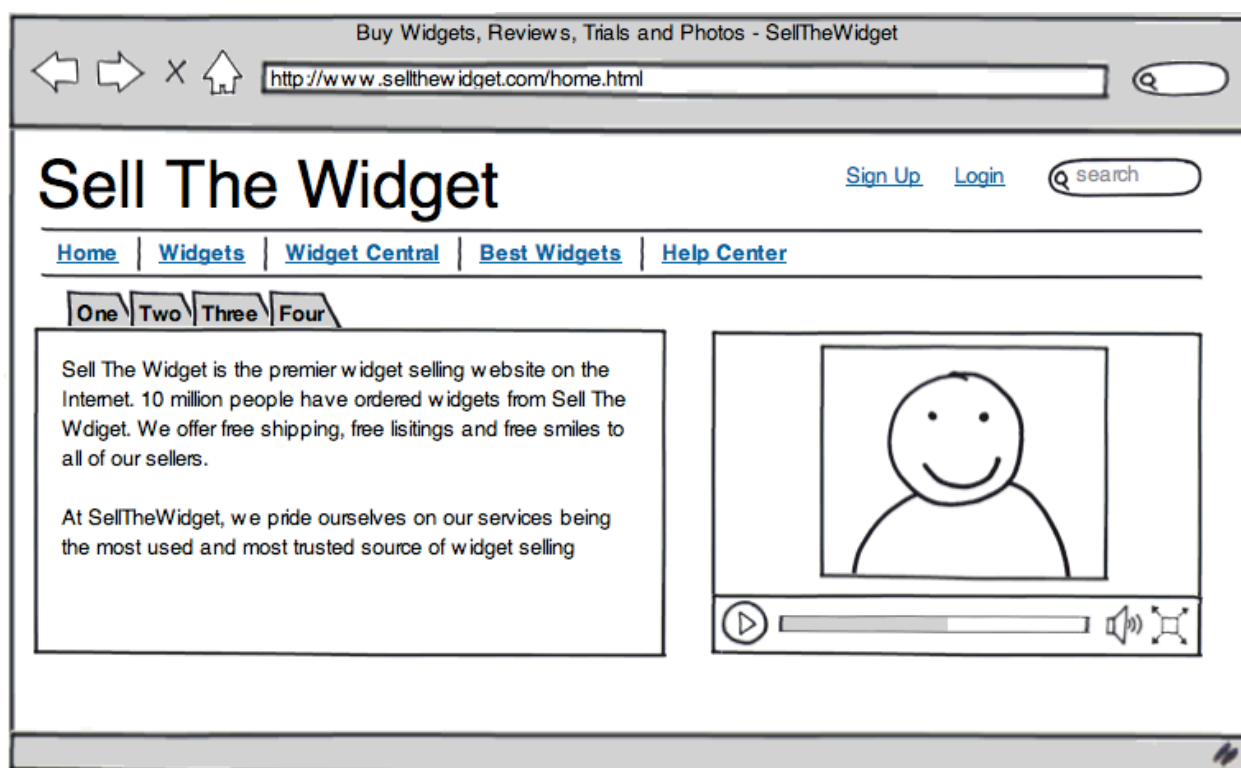 Buy Widgets, Reviews, Trials and Photos - SellTheWidget
http://www.sellthewidget.com/home.html
Sell The Widget
Sign Up Login search
Home Widgets Widget Central Best Widgets Help Center
One Two Three Four
Sell The Widget is the premier widget selling website on the
Internet. 10 million people have ordered widgets from Sell The
Wdiget. We offer free shipping, free lisitings and free smiles to
all of our sellers.
At SellTheWidget, we pride ourselves on our services being
the most used and most trusted source of widget selling